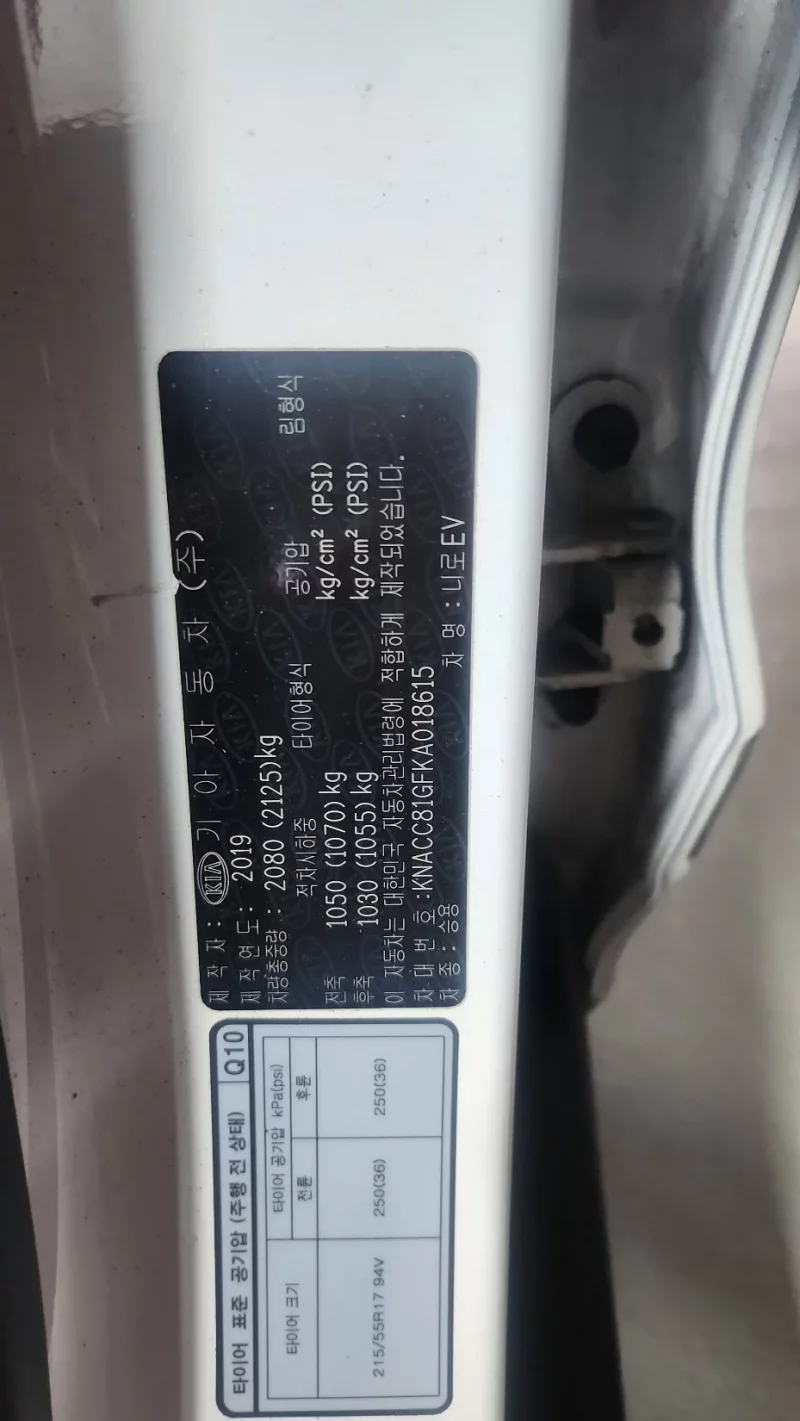 제 작 자 : KIA 기 아 자 동 차 (주)
제 작 연 도 : 2019
차량총중량 : 2080 (2125)kg
적차시하중 타이어형식 공기압 림형식
전축 1050 (1070) kg kg/cm² (PSI)
후축 1030 (1055) kg kg/cm² (PSI)
이 자동차는 대한민국 자동차관리법령에 적합하게 제작되었습니다.
차 대 번 호 :KNACC81GFKA018615
차 종 : 승용 차 명 : 니로EV
타이어 표준 공기압 (주행 전 상태) Q10
타이어 크기 타이어 공기압 kPa(psi)
전륜 후륜
215/55R17 94V 250(36) 250(36)